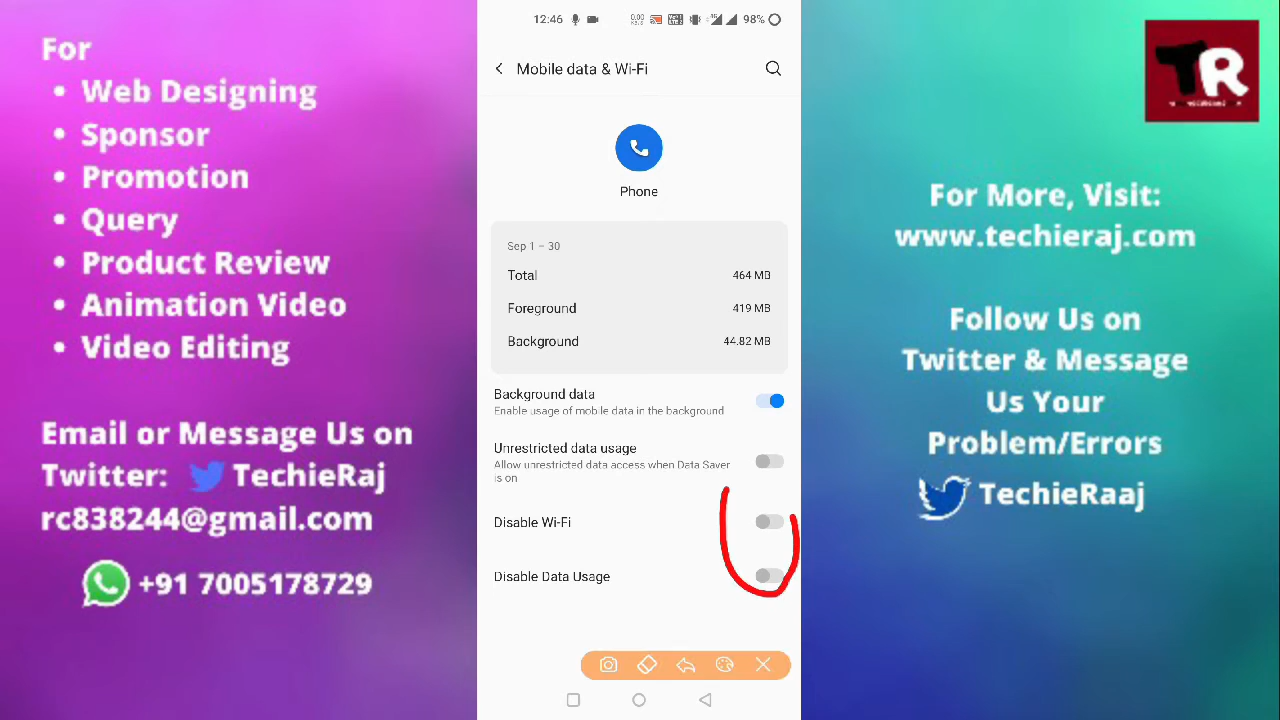 For
• Web Designing
• Sponsor
• Promotion
• Query
• Product Review
• Animation Video
• Video Editing
Email or Message Us on
Twitter: TechieRaj
rc838244@gmail.com
+91 7005178729
12:46
98%
Mobile data & Wi-Fi
Phone
Sep 1 – 30
Total 464 MB
Foreground 419 MB
Background 44.82 MB
Background data
Enable usage of mobile data in the background
Unrestricted data usage
Allow unrestricted data access when Data Saver
is on
Disable Wi-Fi
Disable Data Usage
TR
For More, Visit:
www.techieraj.com
Follow Us on
Twitter & Message
Us Your
Problem/Errors
TechieRaaj